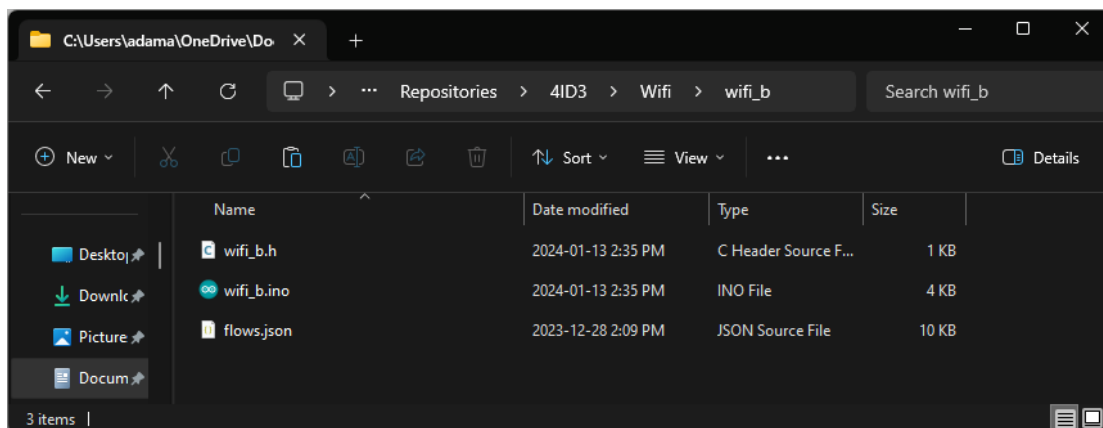 C:\Users\adama\OneDrive\Do
Repositories > 4ID3 > Wifi > wifi_b
Search wifi_b
New
Sort
View
Details
Name Date modified Type Size
Desktop
wifi_b.h 2024-01-13 2:35 PM C Header Source F... 1 KB
Downlo
wifi_b.ino 2024-01-13 2:35 PM INO File 4 KB
Picture
flows.json 2023-12-28 2:09 PM JSON Source File 10 KB
Docum
3 items